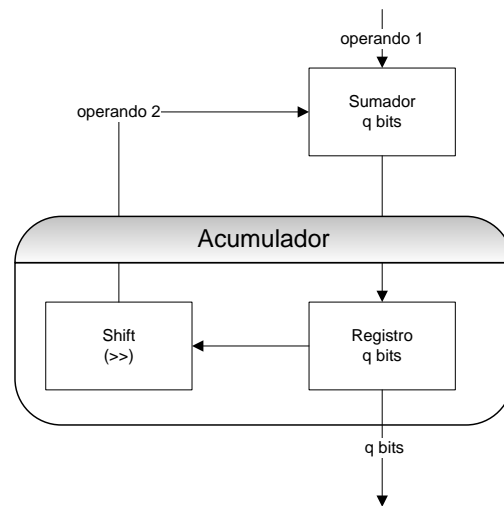 operando 1
Sumador
q bits
operando 2
Acumulador
Shift
(>>)
Registro
q bits
q bits